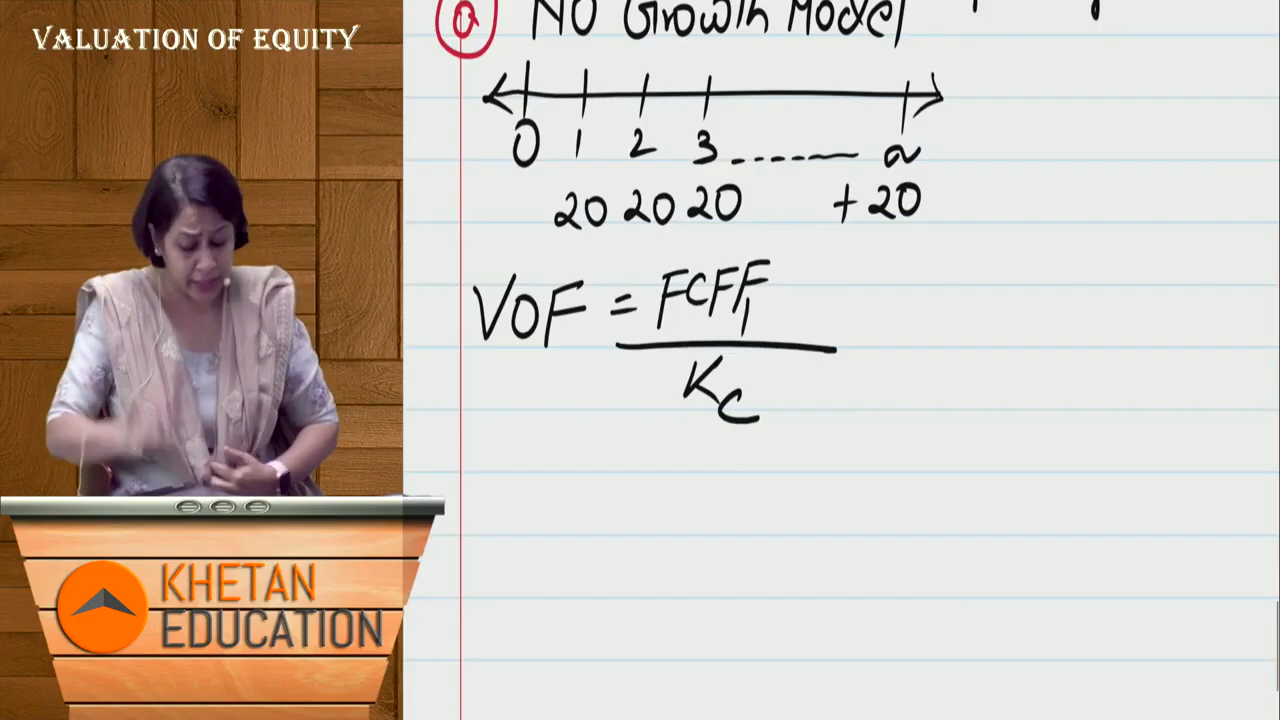 VALUATION OF EQUITY
a No Growth Model
0 1 2 3 ------- ∞
20 20 20 + 20
VOF = FCFF₁
Kc
KHETAN
EDUCATION